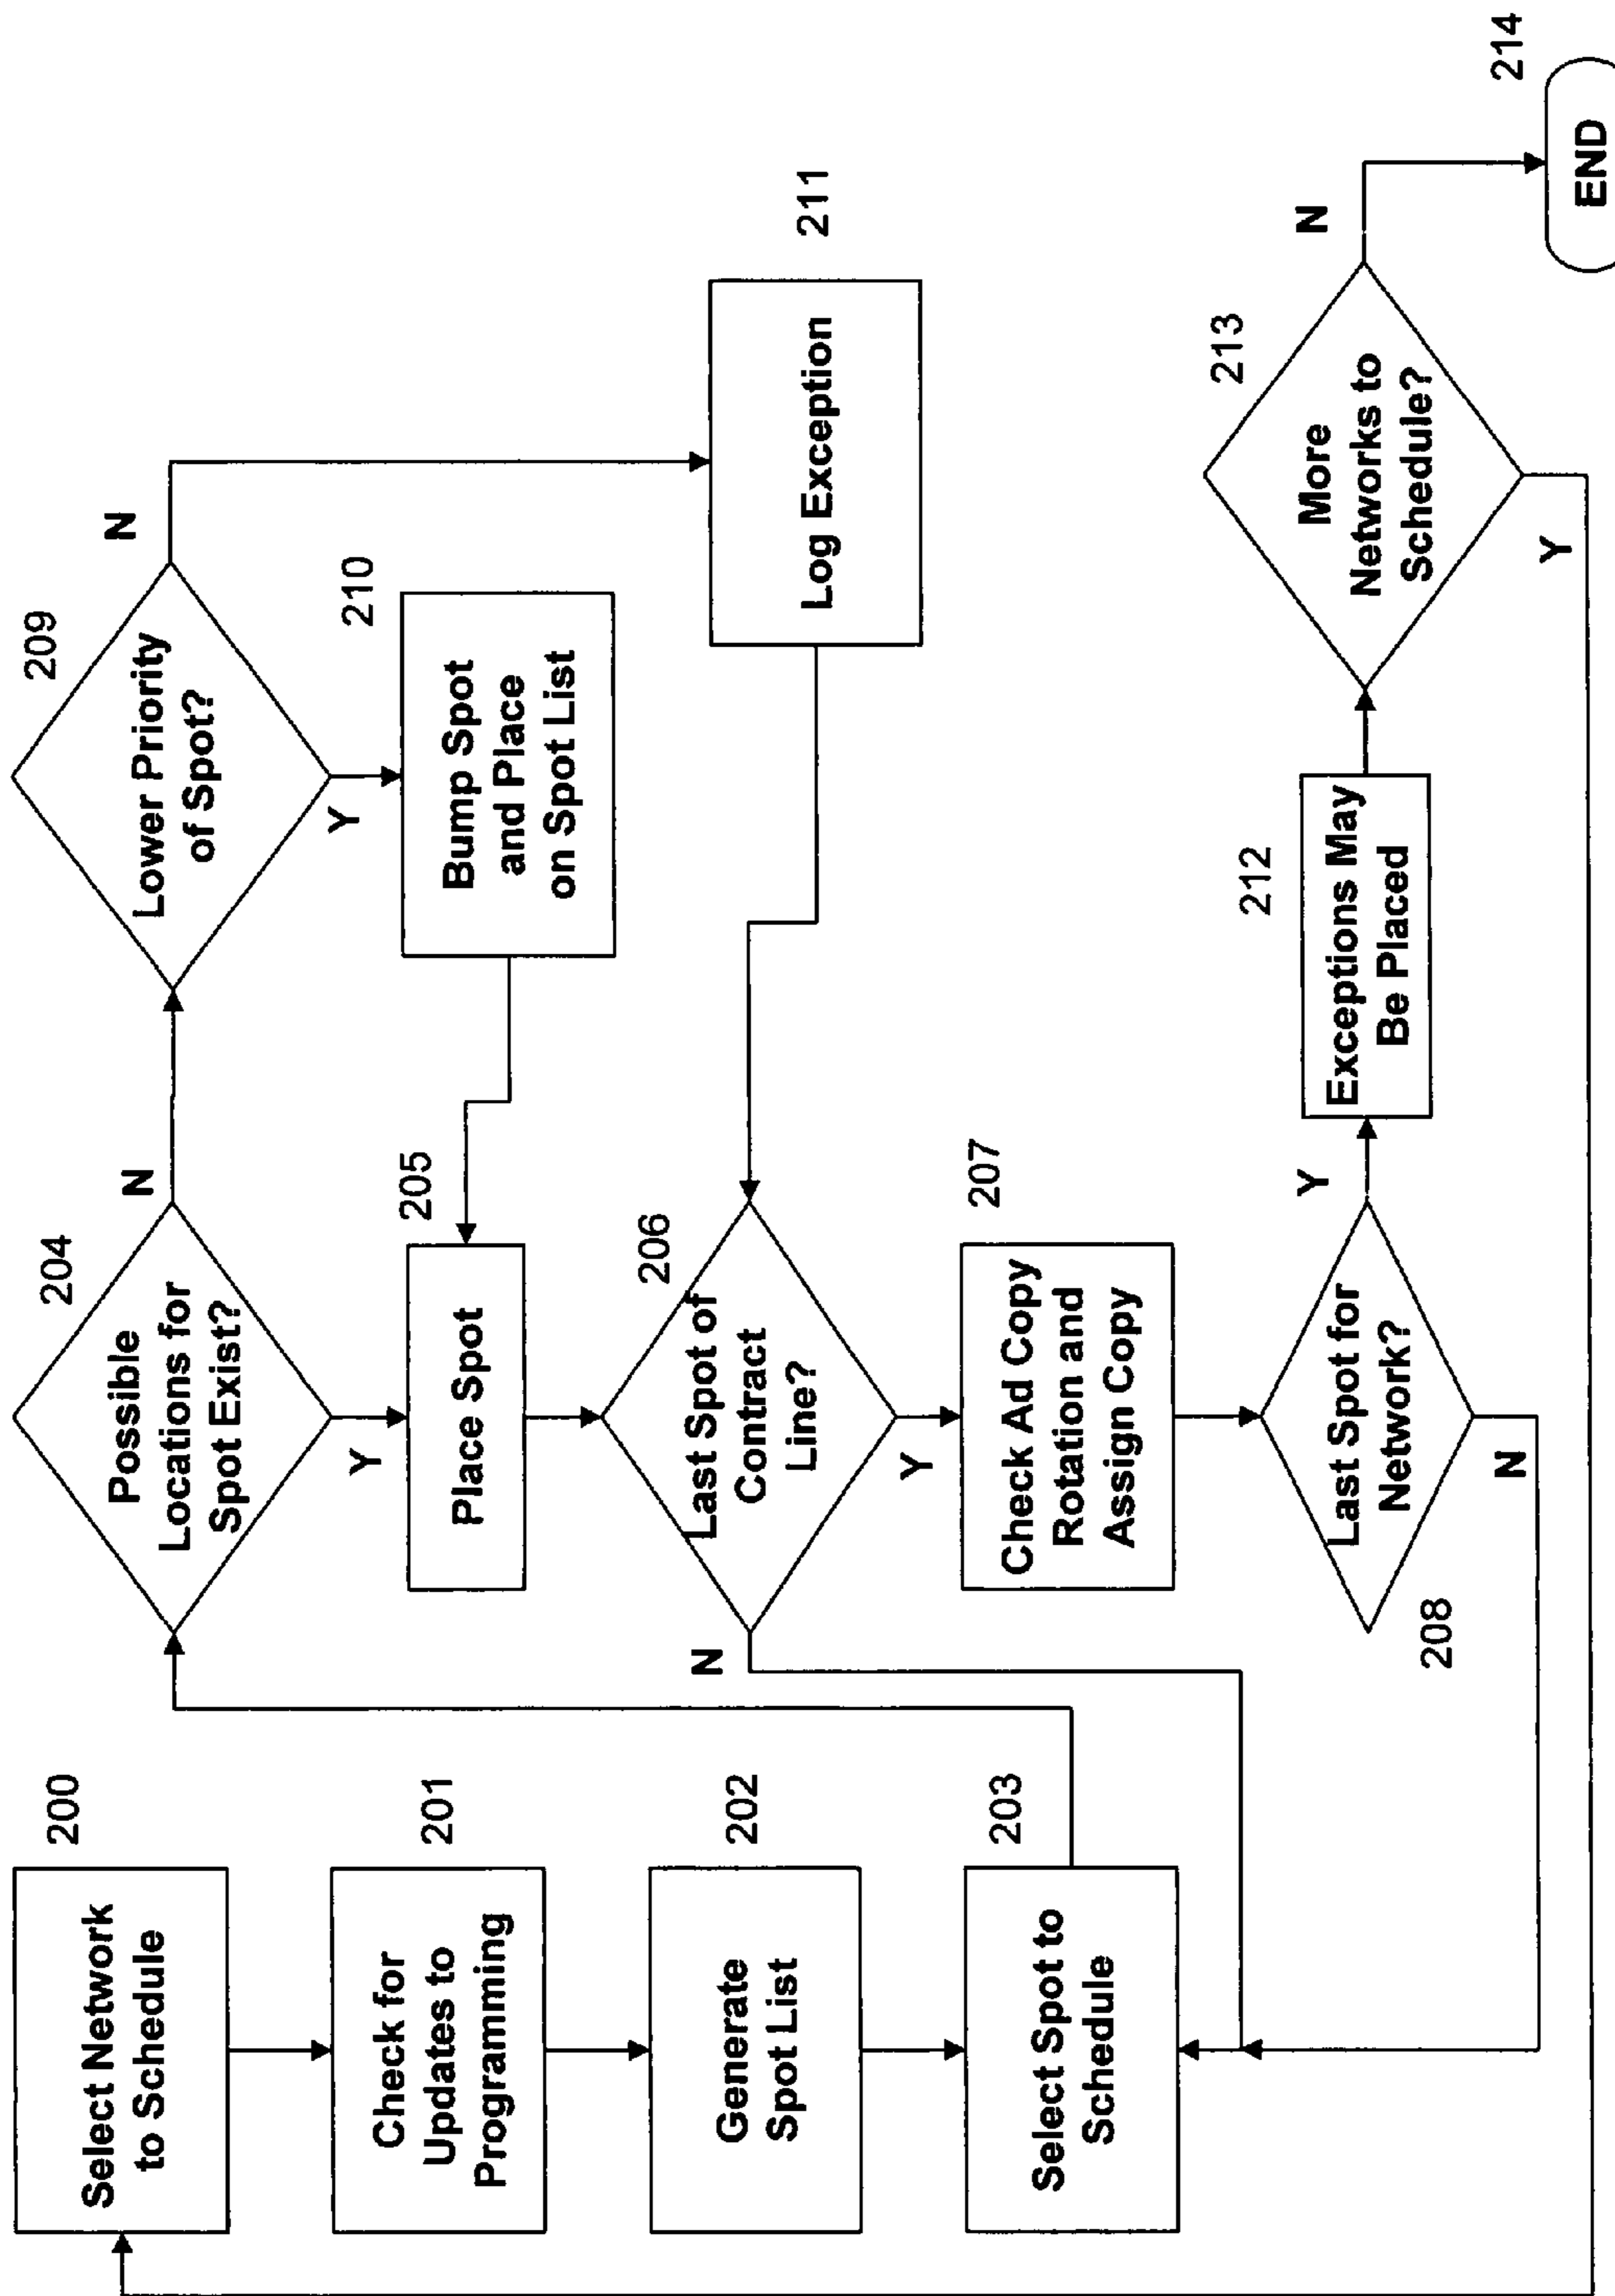 200
Select Network
to Schedule
201
Check for
Updates to
Programming
202
Generate
Spot List
203
Select Spot to
Schedule
204
Possible
Locations for
Spot Exist?
N
Y
205
Place Spot
206
Last Spot of
Contract
Line?
N
Y
207
Check Ad Copy
Rotation and
Assign Copy
208
Last Spot for
Network?
Y
N
209
Lower Priority
of Spot?
N
Y
210
Bump Spot
and Place
on Spot List
211
Log Exception
212
Exceptions May
Be Placed
213
More
Networks to
Schedule?
N
Y
214
END